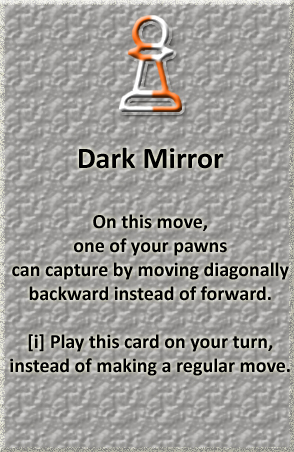 Dark Mirror
On this move,
one of your pawns
can capture by moving diagonally
backward instead of forward.
[i] Play this card on your turn,
instead of making a regular move.